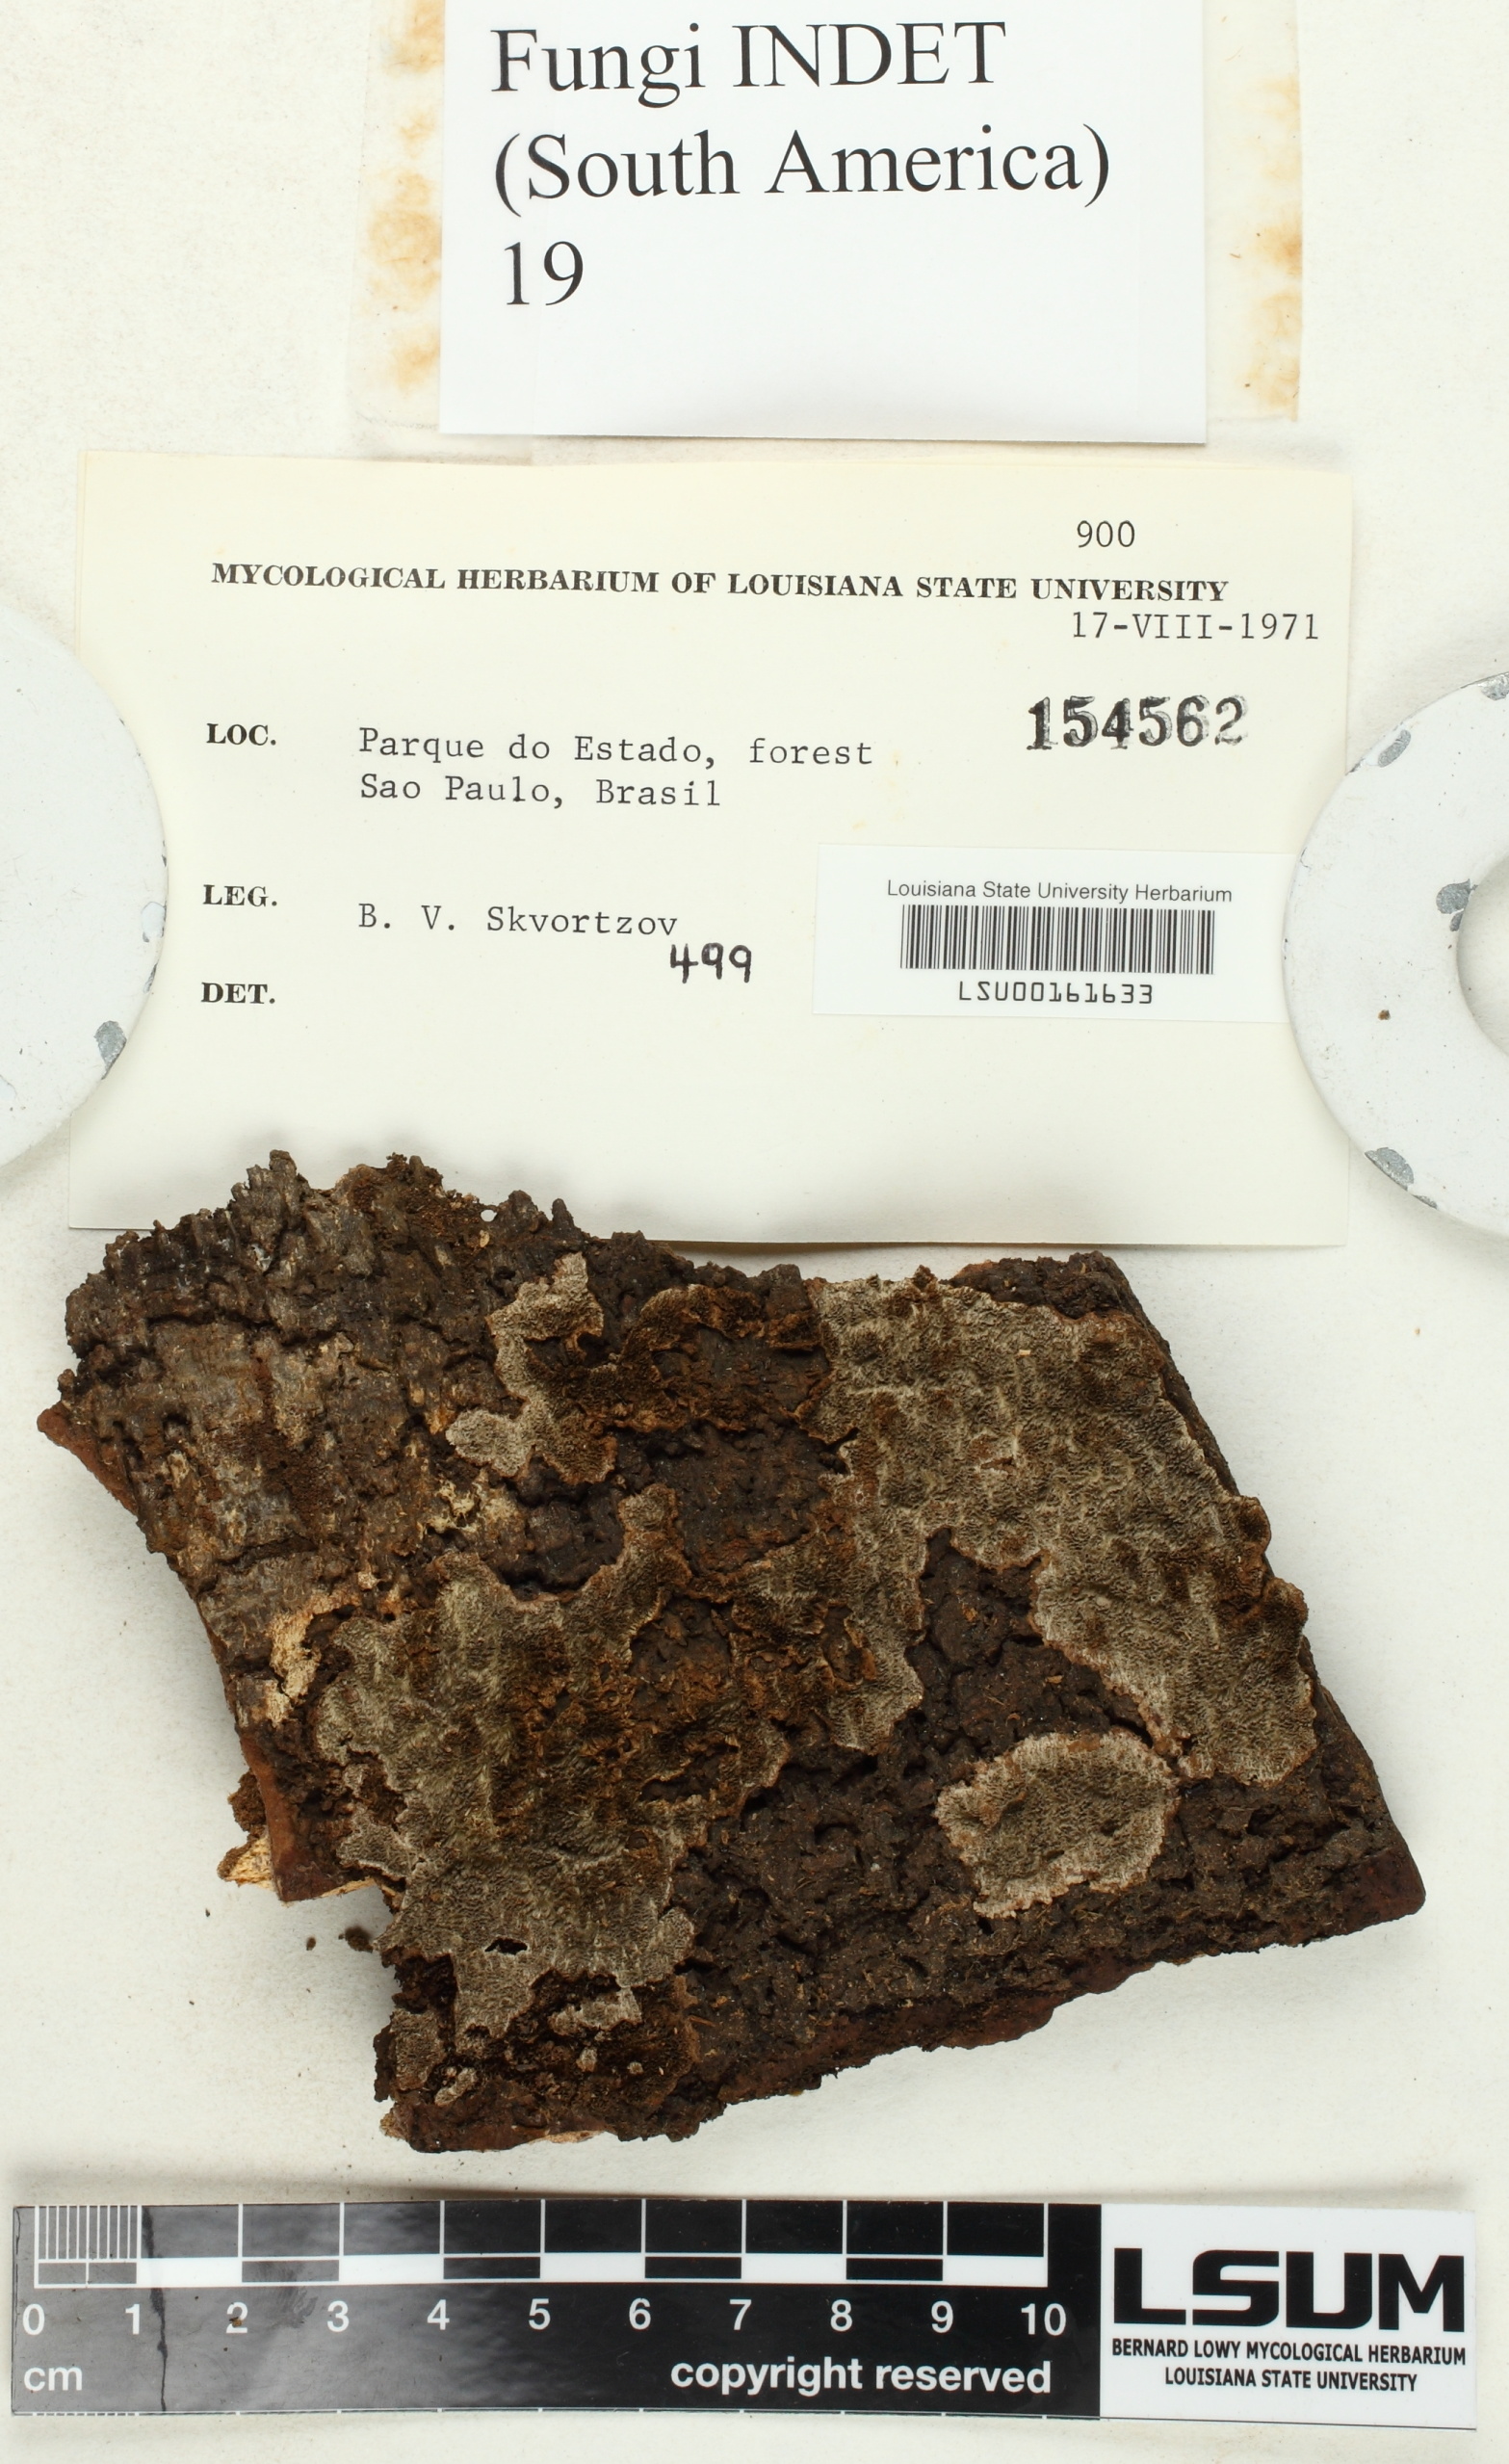 Fungi INDET
(South America)
19
900
MYCOLOGICAL HERBARIUM OF LOUISIANA STATE UNIVERSITY
17-VIII-1971
154562
LOC. Parque do Estado, forest
Sao Paulo, Brasil
LEG. B. V. Skvortzov
499
DET.
Louisiana State University Herbarium
LSU00161633
0 1 2 3 4 5 6 7 8 9 10
cm copyright reserved
LSUM
BERNARD LOWY MYCOLOGICAL HERBARIUM
LOUISIANA STATE UNIVERSITY